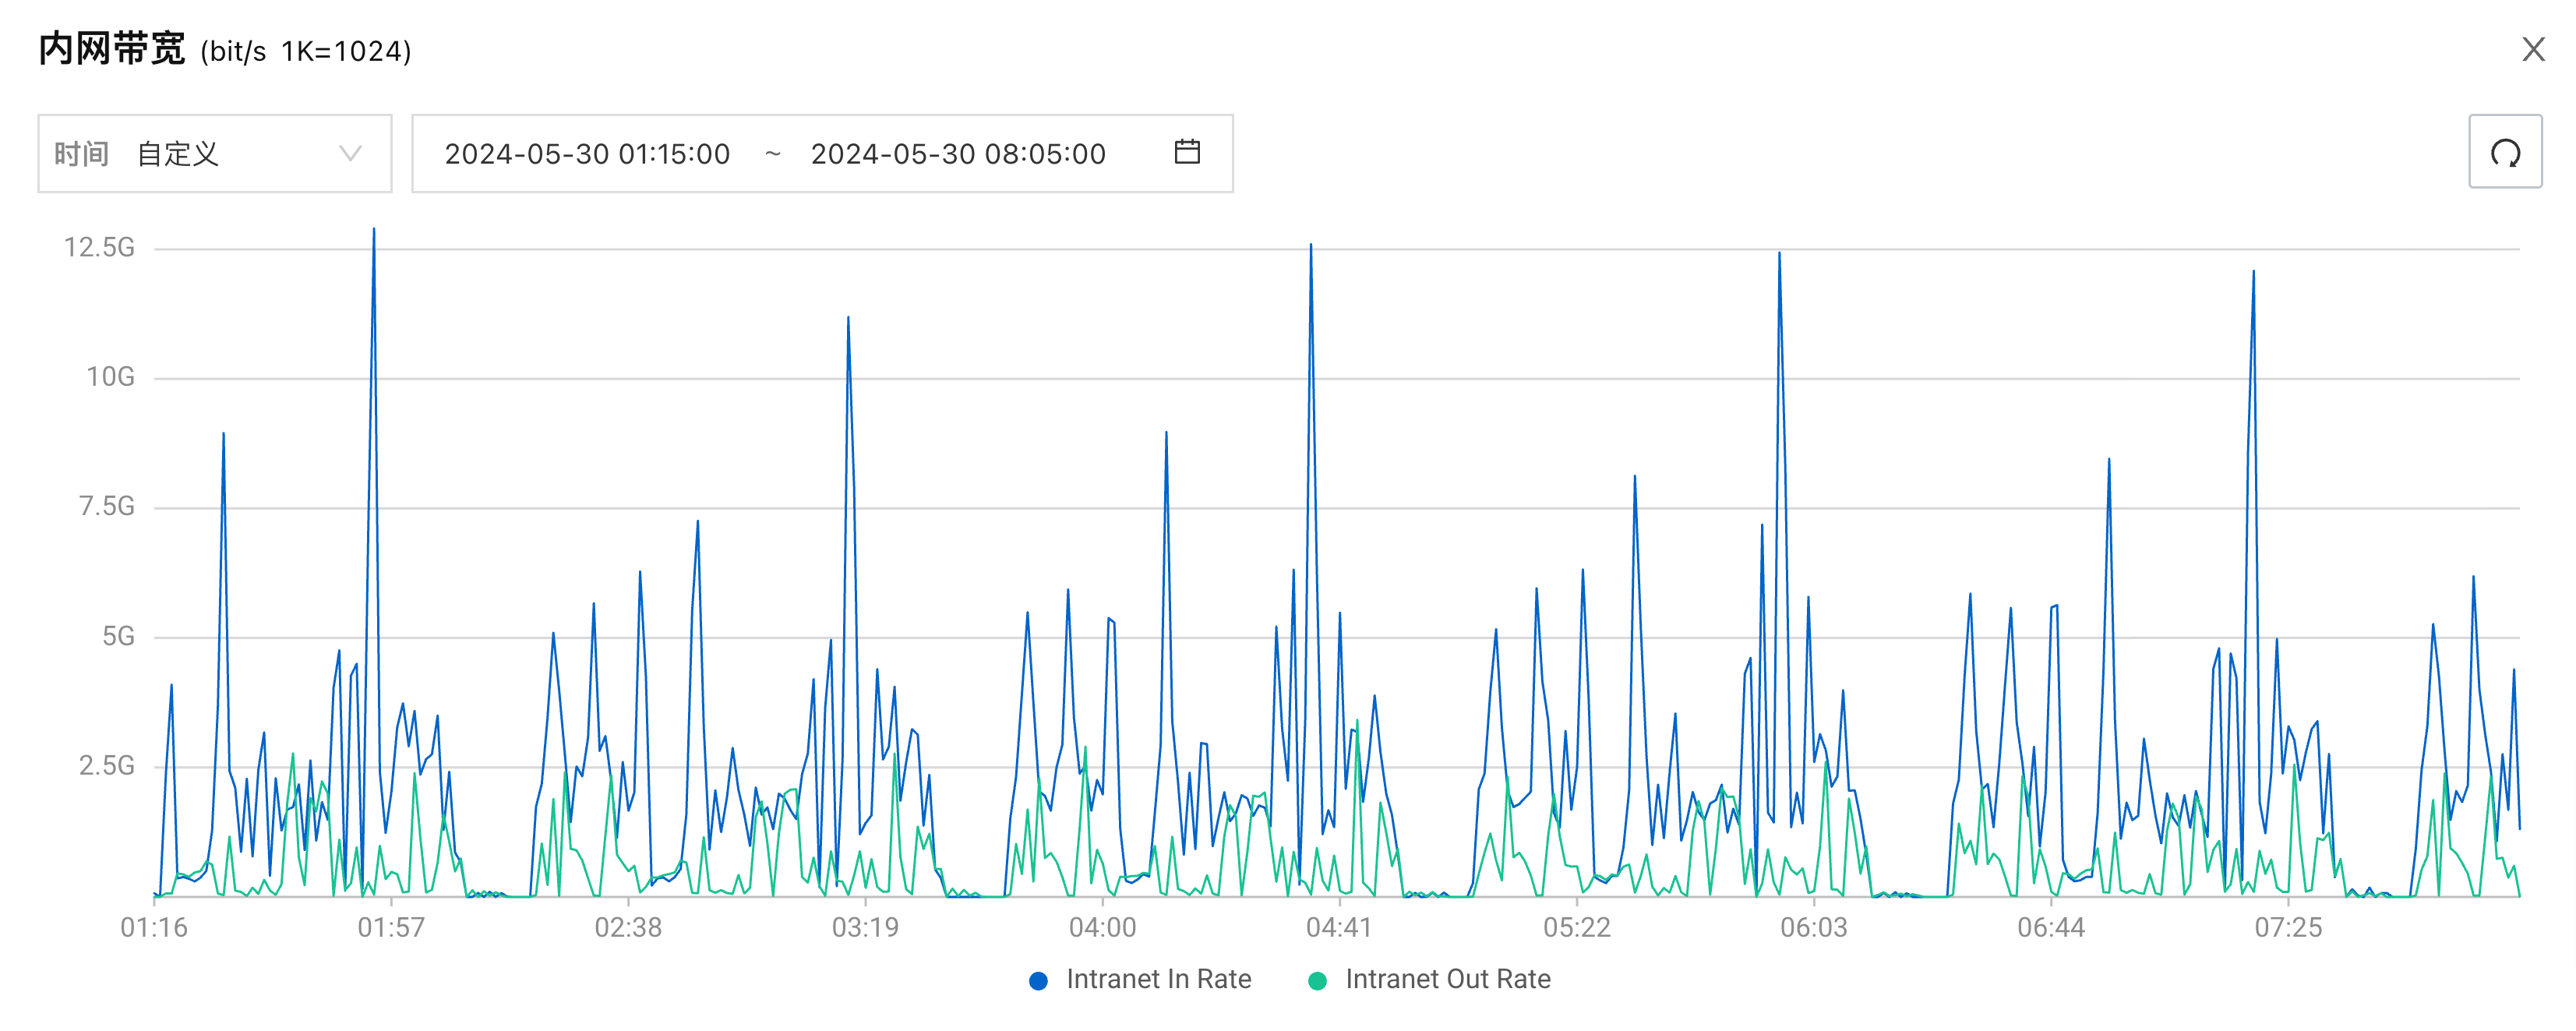 内网带宽 (bit/s 1K=1024)
时间 自定义 2024-05-30 01:15:00 ~ 2024-05-30 08:05:00
12.5G
10G
7.5G
5G
2.5G
01:16 01:57 02:38 03:19 04:00 04:41 05:22 06:03 06:44 07:25
Intranet In Rate Intranet Out Rate